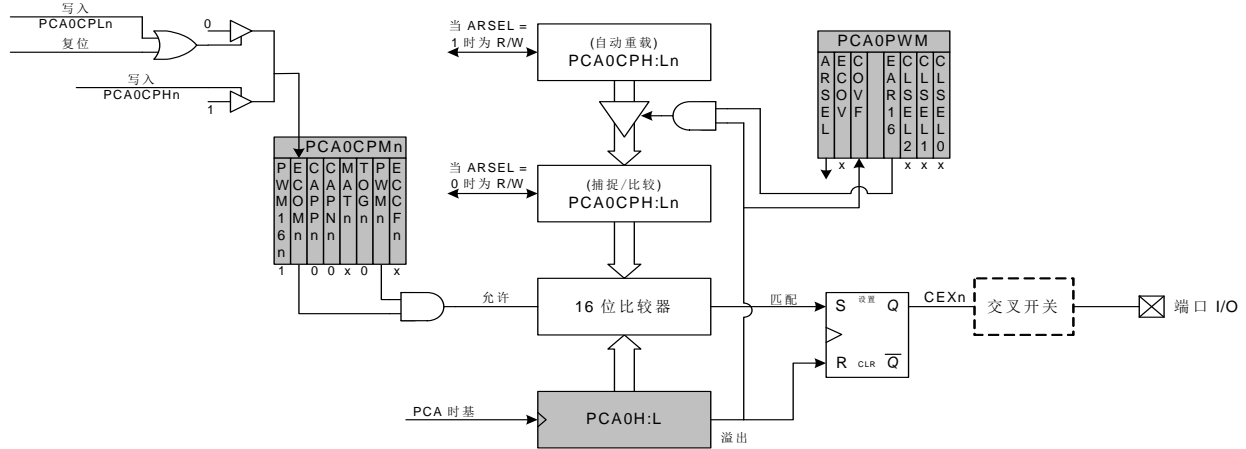 写入
PCA0CPLn
复位
0
写入
PCA0CPHn
1
当 ARSEL =
1 时为 R/W
(自动重载)
PCA0CPH:Ln
PCA0PWM
ARSEL
ECOV
COVF
EAR16
CLSEL2
CLSEL1
CLSEL0
x
x
x
x
PCA0CPMn
PWM16n
ECOMn
CAPPn
CAPNn
MATn
TOGn
PWMn
ECCFn
1
0
0
x
0
x
当 ARSEL =
0 时为 R/W
(捕捉/比较)
PCA0CPH:Ln
允许
16 位比较器
匹配
S 设置 Q
R CLR Q̅
CEXn
交叉开关
端口 I/O
PCA 时基
PCA0H:L
溢出